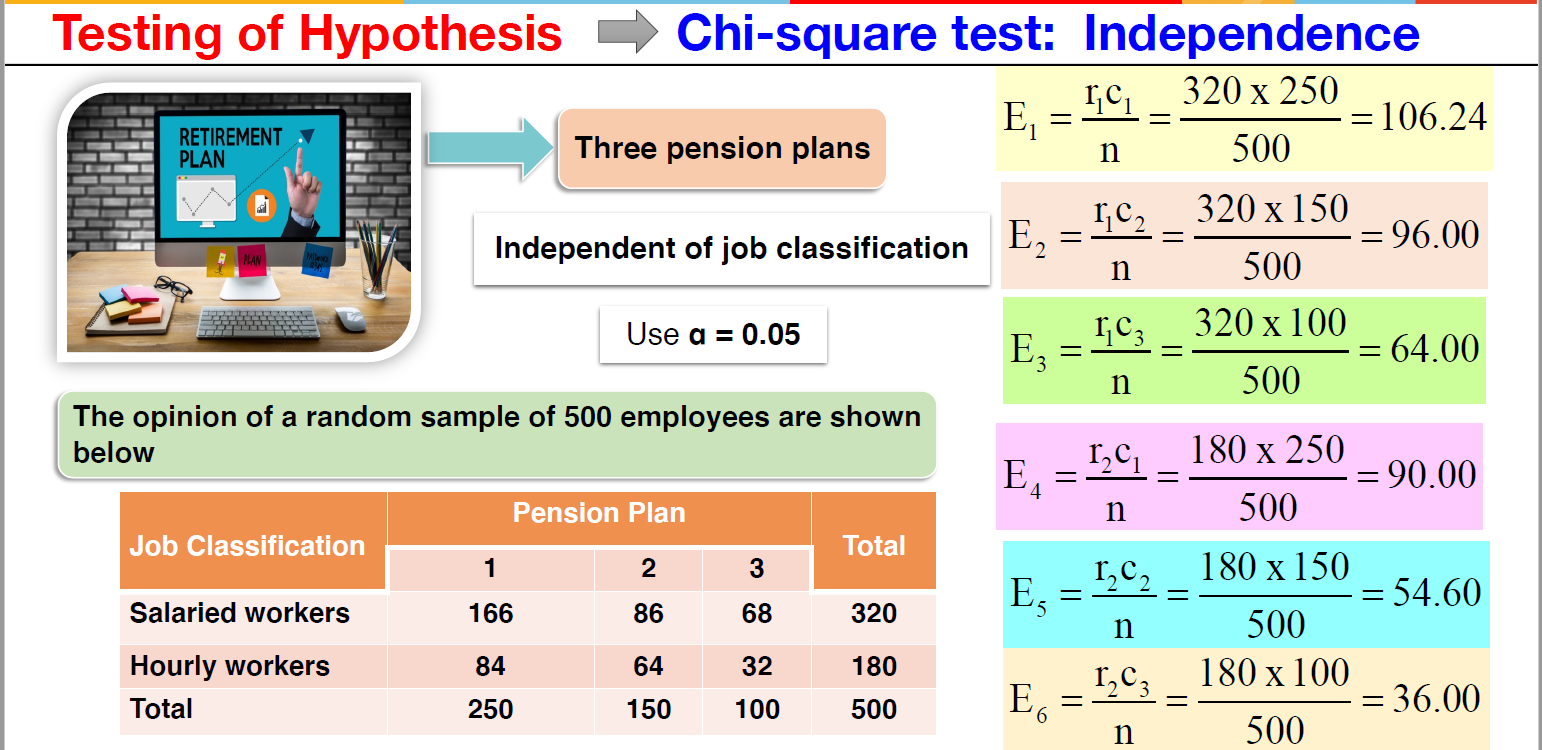 Testing of Hypothesis Chi-square test: Independence
RETIREMENT
PLAN
PLAN
Three pension plans
Independent of job classification
Use α = 0.05
The opinion of a random sample of 500 employees are shown
below
Job Classification Pension Plan Total
1 2 3
Salaried workers 166 86 68 320
Hourly workers 84 64 32 180
Total 250 150 100 500
E₁ = r₁c₁/n = 320 x 250/500 = 106.24
E₂ = r₁c₂/n = 320 x 150/500 = 96.00
E₃ = r₁c₃/n = 320 x 100/500 = 64.00
E₄ = r₂c₁/n = 180 x 250/500 = 90.00
E₅ = r₂c₂/n = 180 x 150/500 = 54.60
E₆ = r₂c₃/n = 180 x 100/500 = 36.00